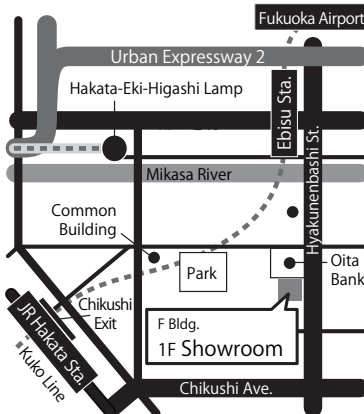 Fukuoka Airport
Urban Expressway 2
Hakata-Eki-Higashi Lamp
Ebisu Sta.
Hyakunenbashi St.
Mikasa River
Common
Building
Park
Oita
Bank
Chikushi
Exit
JR Hakata Sta.
Kuko Line
F Bldg.
1F Showroom
Chikushi Ave.